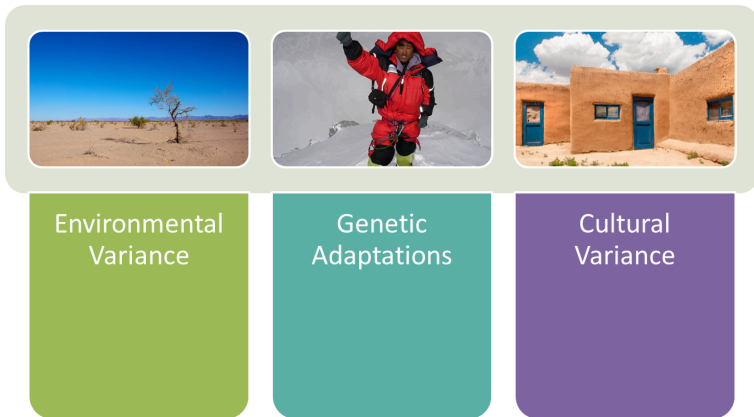 Environmental
Variance
Genetic
Adaptations
Cultural
Variance